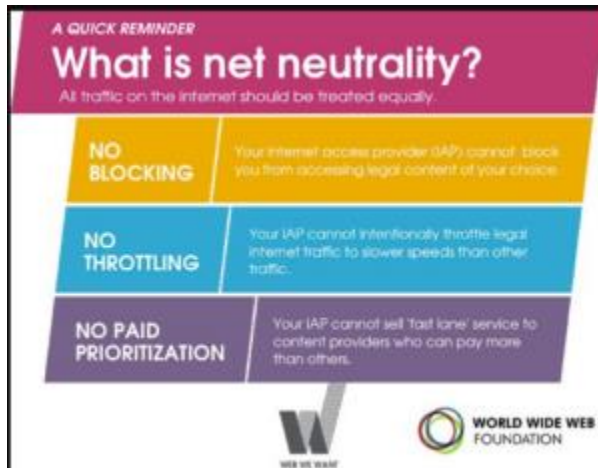 A QUICK REMINDER
What is net neutrality?
All traffic on the internet should be treated equally.
NO
BLOCKING
Your internet access provider (IAP) cannot block
you from accessing legal content of your choice.
NO
THROTTLING
Your IAP cannot intentionally throttle legal
internet traffic to slower speeds than other
traffic.
NO PAID
PRIORITIZATION
Your IAP cannot sell 'fast lane' service to
content providers who can pay more
than others.
WEB WE WANT
WORLD WIDE WEB
FOUNDATION